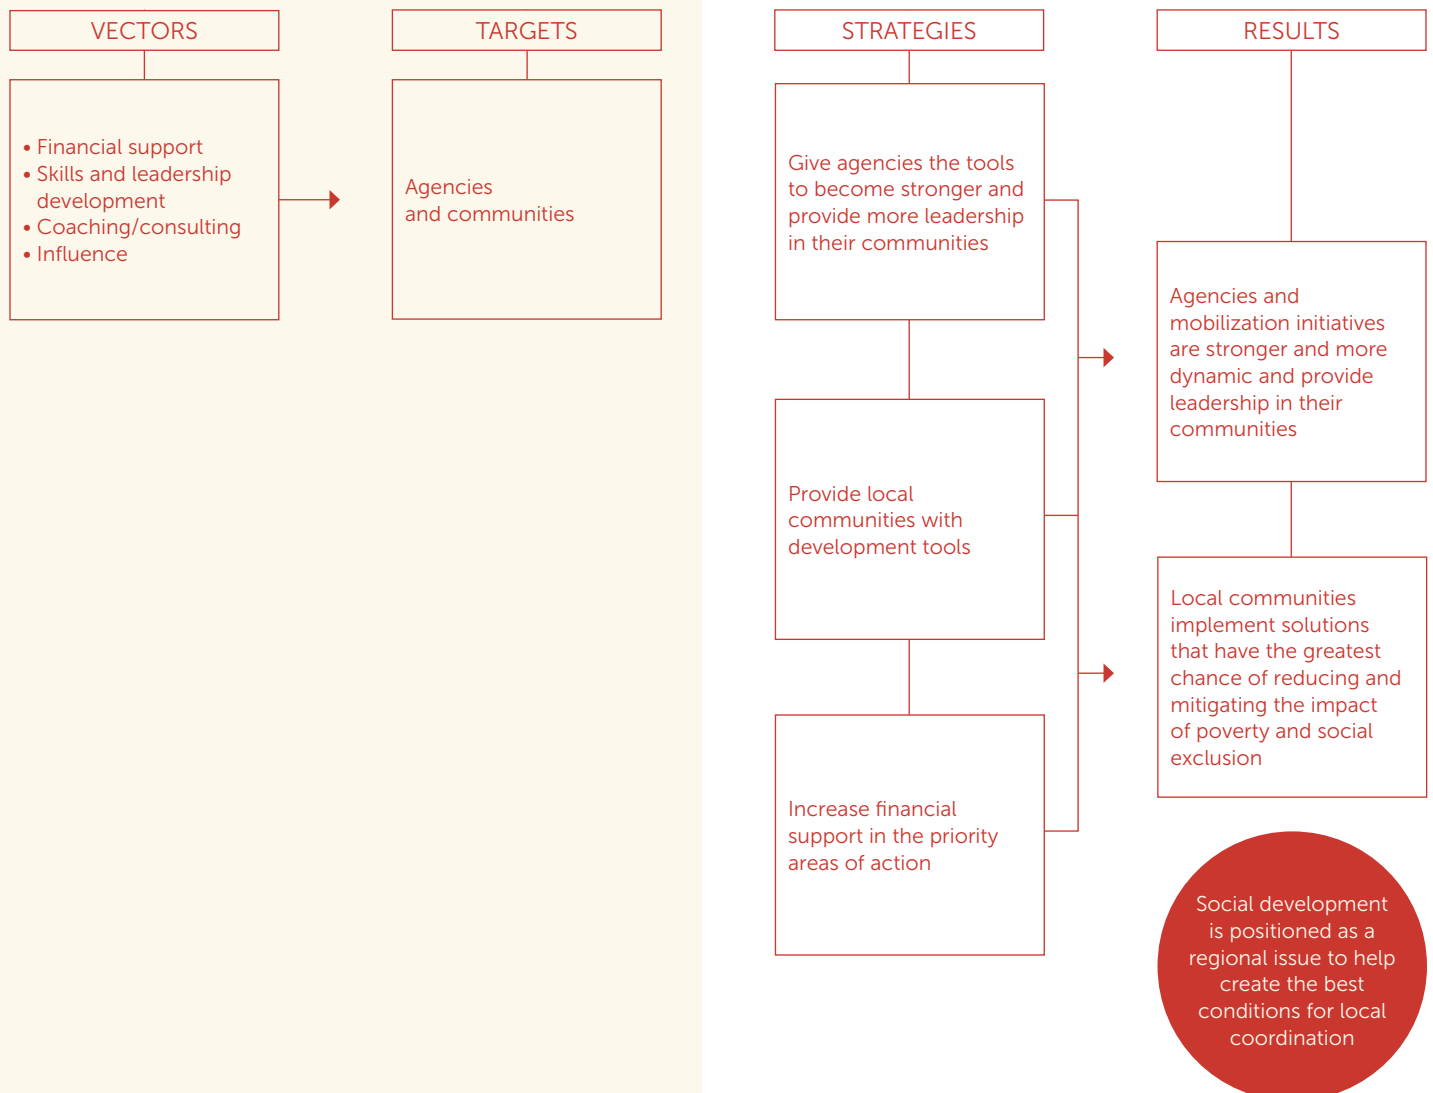 VECTORS
• Financial support
• Skills and leadership
development
• Coaching/consulting
• Influence
TARGETS
Agencies
and communities
STRATEGIES
Give agencies the tools
to become stronger and
provide more leadership
in their communities
Provide local
communities with
development tools
Increase financial
support in the priority
areas of action
RESULTS
Agencies and
mobilization initiatives
are stronger and more
dynamic and provide
leadership in their
communities
Local communities
implement solutions
that have the greatest
chance of reducing and
mitigating the impact
of poverty and social
exclusion
Social development
is positioned as a
regional issue to help
create the best
conditions for local
coordination